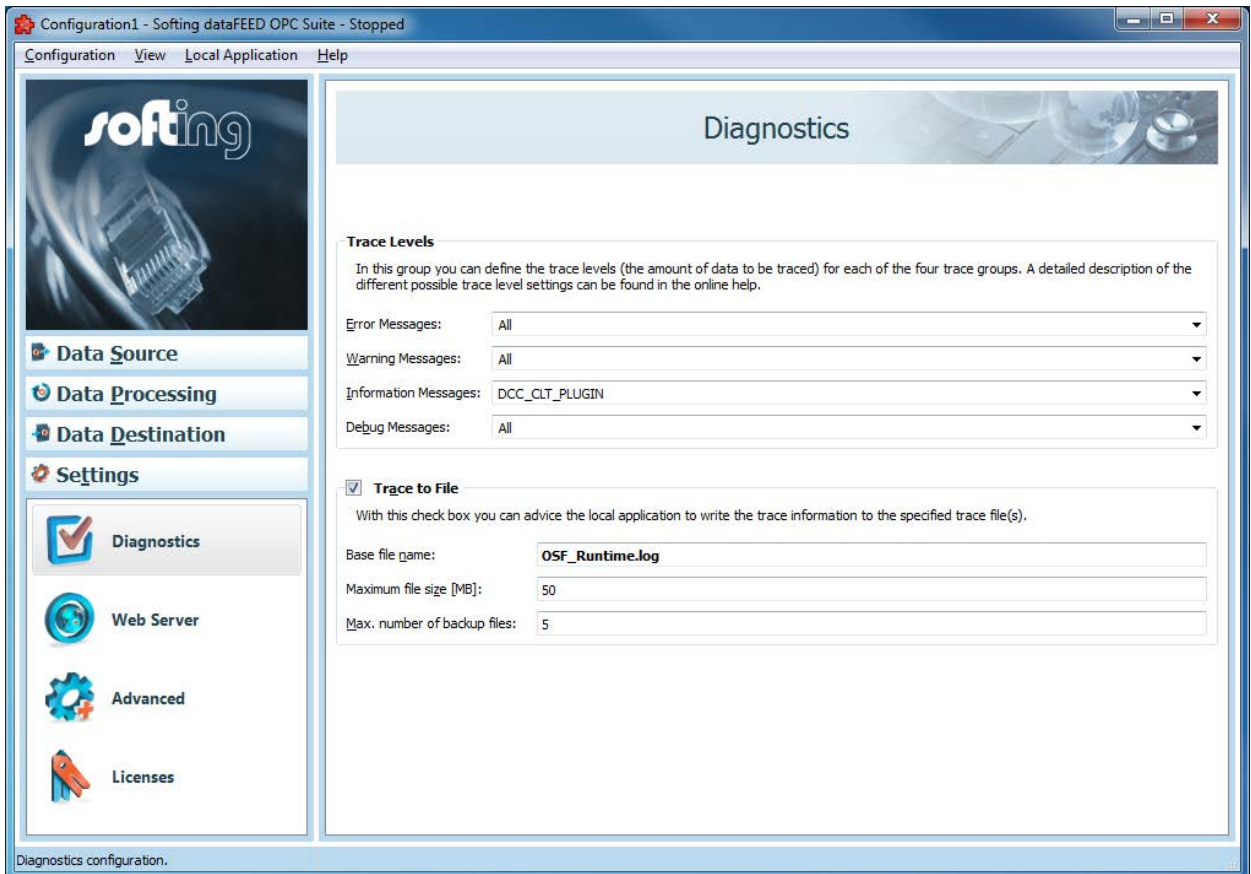 Configuration1 - Softing dataFEED OPC Suite - Stopped
Configuration View Local Application Help
softing
Diagnostics
Trace Levels
In this group you can define the trace levels (the amount of data to be traced) for each of the four trace groups. A detailed description of the
different possible trace level settings can be found in the online help.
Error Messages: All
Warning Messages: All
Information Messages: DCC_CLT_PLUGIN
Debug Messages: All
Data Source
Data Processing
Data Destination
Settings
Diagnostics
Web Server
Advanced
Licenses
Trace to File
With this check box you can advice the local application to write the trace information to the specified trace file(s).
Base file name: OSF_Runtime.log
Maximum file size [MB]: 50
Max. number of backup files: 5
Diagnostics configuration.